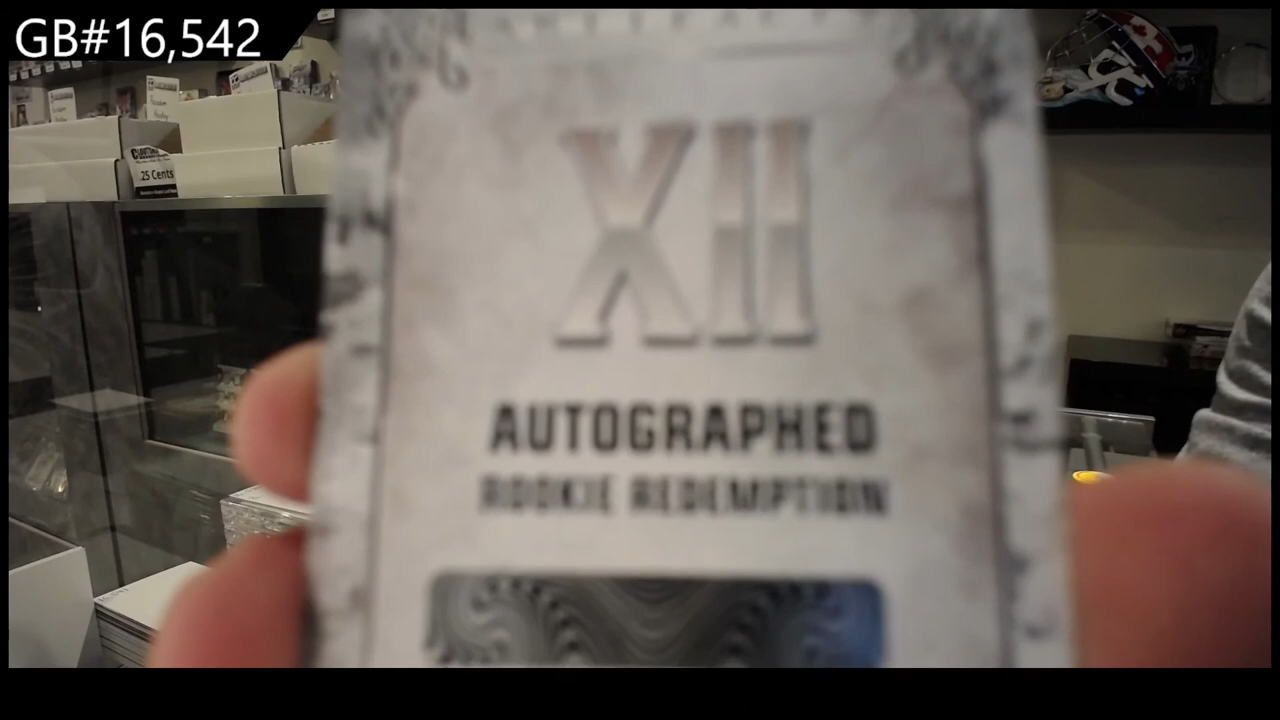 GB#16,542
XII
AUTOGRAPHED
ROOKIE REDEMPTION
25 Cents